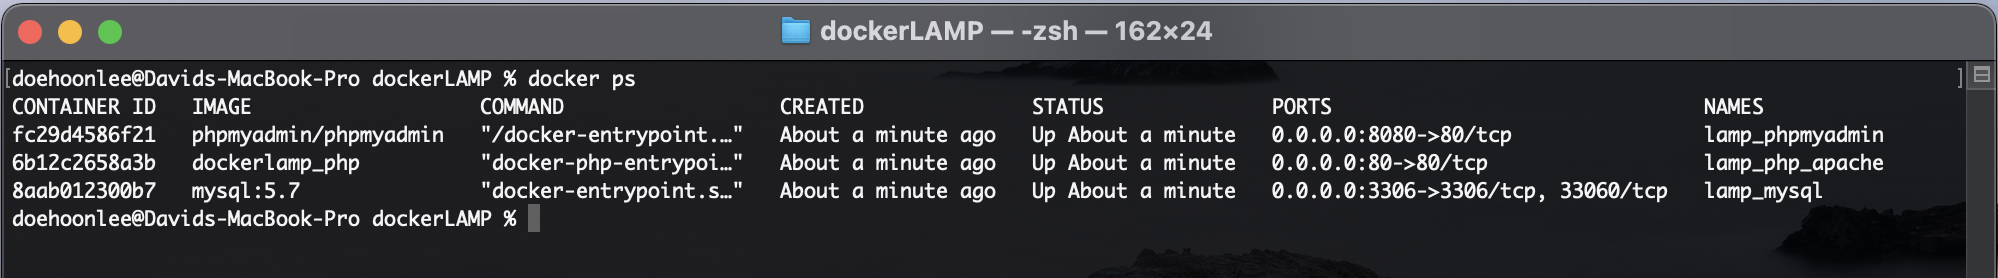 dockerLAMP — -zsh — 162×24
doehoonlee@Davids-MacBook-Pro dockerLAMP % docker ps
CONTAINER ID   IMAGE                   COMMAND                  CREATED              STATUS              PORTS                               NAMES
fc29d4586f21   phpmyadmin/phpmyadmin   "/docker-entrypoint.…"   About a minute ago   Up About a minute   0.0.0.0:8080->80/tcp                lamp_phpmyadmin
6b12c2658a3b   dockerlamp_php          "docker-php-entrypoi…"   About a minute ago   Up About a minute   0.0.0.0:80->80/tcp                  lamp_php_apache
8aab012300b7   mysql:5.7               "docker-entrypoint.s…"   About a minute ago   Up About a minute   0.0.0.0:3306->3306/tcp, 33060/tcp   lamp_mysql
doehoonlee@Davids-MacBook-Pro dockerLAMP %